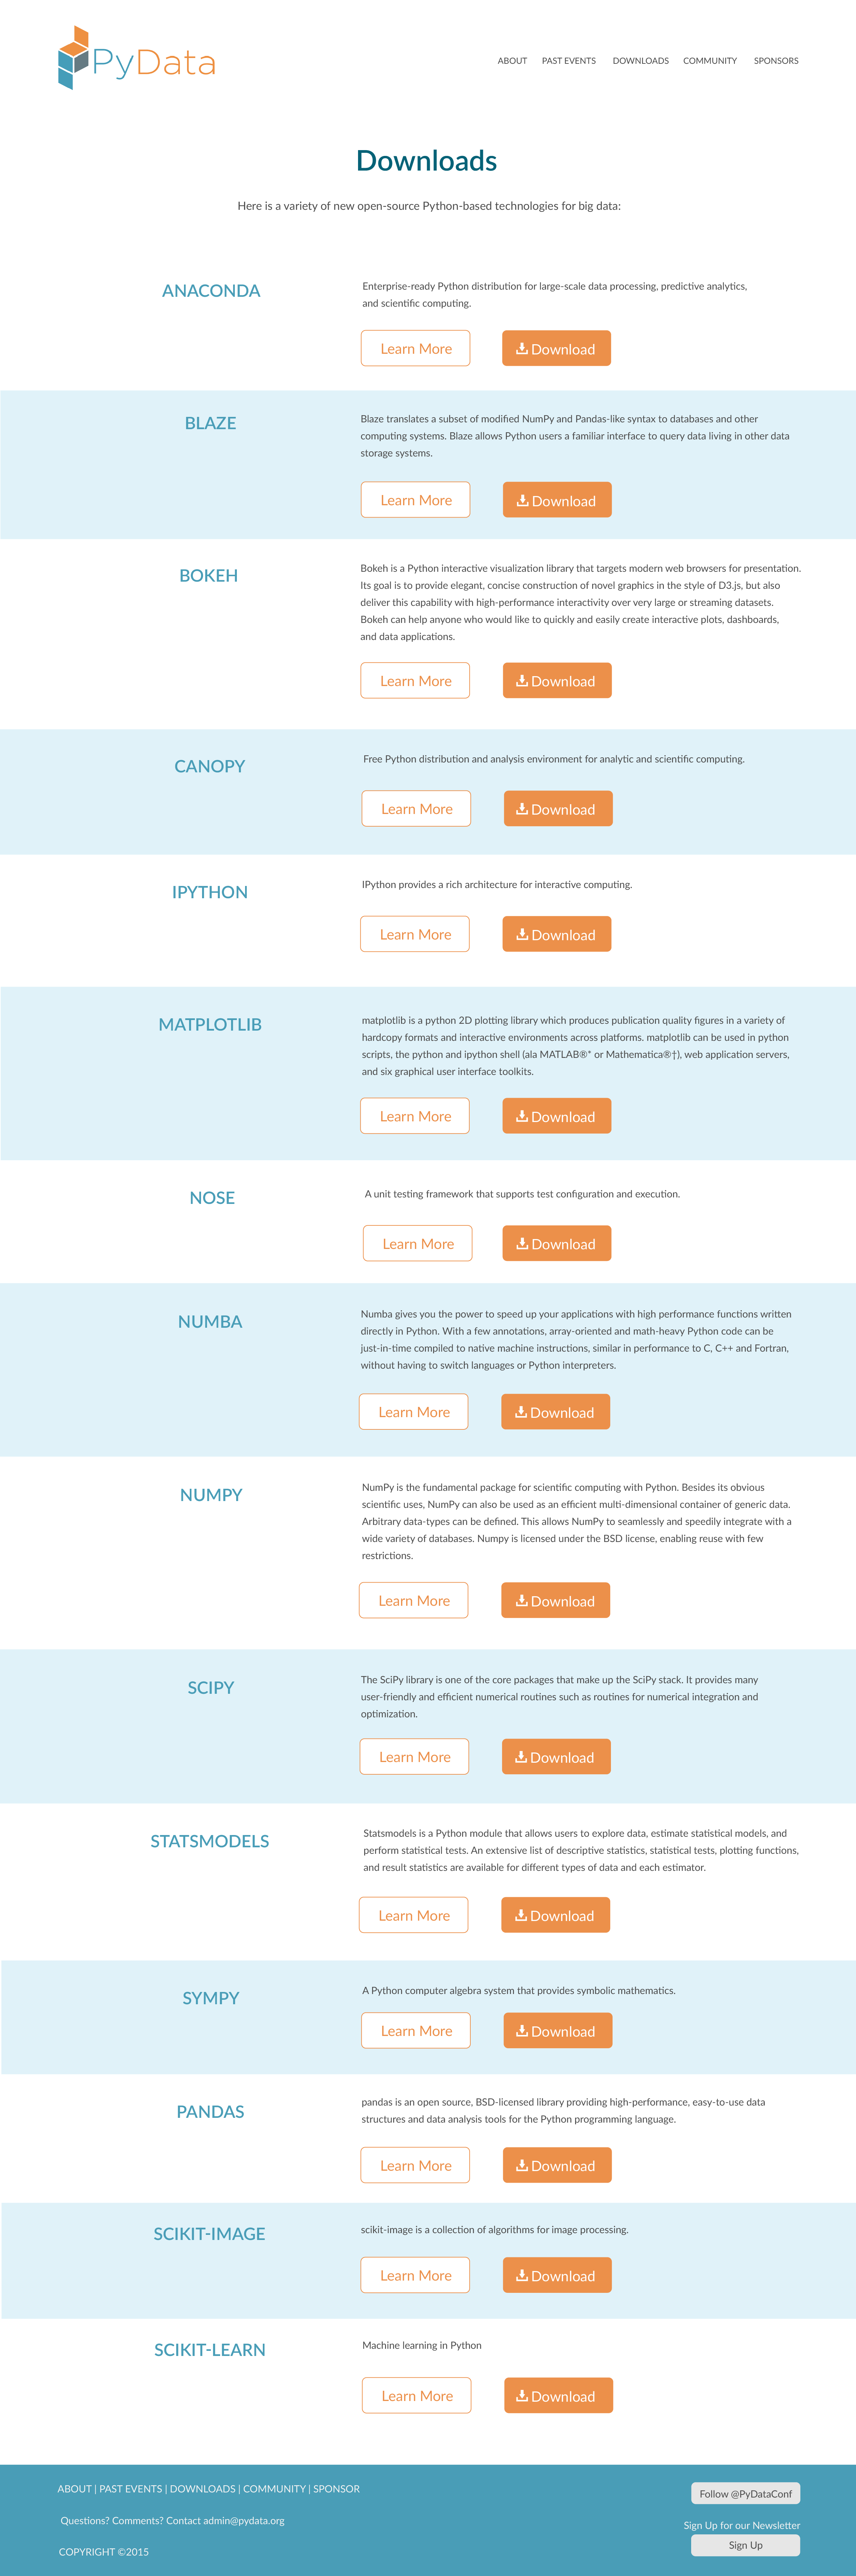 PyData
ABOUT PAST EVENTS DOWNLOADS COMMUNITY SPONSORS
Downloads
Here is a variety of new open-source Python-based technologies for big data:
ANACONDA
Enterprise-ready Python distribution for large-scale data processing, predictive analytics,
and scientific computing.
Learn More Download
BLAZE
Blaze translates a subset of modified NumPy and Pandas-like syntax to databases and other
computing systems. Blaze allows Python users a familiar interface to query data living in other data
storage systems.
Learn More Download
BOKEH
Bokeh is a Python interactive visualization library that targets modern web browsers for presentation.
Its goal is to provide elegant, concise construction of novel graphics in the style of D3.js, but also
deliver this capability with high-performance interactivity over very large or streaming datasets.
Bokeh can help anyone who would like to quickly and easily create interactive plots, dashboards,
and data applications.
Learn More Download
CANOPY
Free Python distribution and analysis environment for analytic and scientific computing.
Learn More Download
IPYTHON
IPython provides a rich architecture for interactive computing.
Learn More Download
MATPLOTLIB
matplotlib is a python 2D plotting library which produces publication quality figures in a variety of
hardcopy formats and interactive environments across platforms. matplotlib can be used in python
scripts, the python and ipython shell (ala MATLAB®* or Mathematica®†), web application servers,
and six graphical user interface toolkits.
Learn More Download
NOSE
A unit testing framework that supports test configuration and execution.
Learn More Download
NUMBA
Numba gives you the power to speed up your applications with high performance functions written
directly in Python. With a few annotations, array-oriented and math-heavy Python code can be
just-in-time compiled to native machine instructions, similar in performance to C, C++ and Fortran,
without having to switch languages or Python interpreters.
Learn More Download
NUMPY
NumPy is the fundamental package for scientific computing with Python. Besides its obvious
scientific uses, NumPy can also be used as an efficient multi-dimensional container of generic data.
Arbitrary data-types can be defined. This allows NumPy to seamlessly and speedily integrate with a
wide variety of databases. Numpy is licensed under the BSD license, enabling reuse with few
restrictions.
Learn More Download
SCIPY
The SciPy library is one of the core packages that make up the SciPy stack. It provides many
user-friendly and efficient numerical routines such as routines for numerical integration and
optimization.
Learn More Download
STATSMODELS
Statsmodels is a Python module that allows users to explore data, estimate statistical models, and
perform statistical tests. An extensive list of descriptive statistics, statistical tests, plotting functions,
and result statistics are available for different types of data and each estimator.
Learn More Download
SYMPY
A Python computer algebra system that provides symbolic mathematics.
Learn More Download
PANDAS
pandas is an open source, BSD-licensed library providing high-performance, easy-to-use data
structures and data analysis tools for the Python programming language.
Learn More Download
SCIKIT-IMAGE
scikit-image is a collection of algorithms for image processing.
Learn More Download
SCIKIT-LEARN
Machine learning in Python
Learn More Download
ABOUT | PAST EVENTS | DOWNLOADS | COMMUNITY | SPONSOR
Follow @PyDataConf
Questions? Comments? Contact admin@pydata.org
Sign Up for our Newsletter
Sign Up
COPYRIGHT ©2015